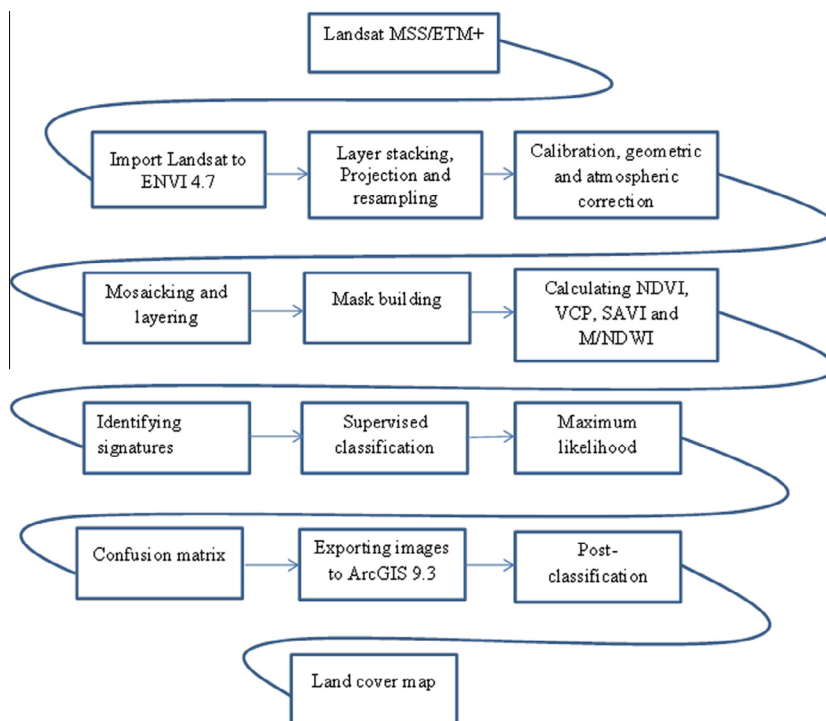 Landsat MSS/ETM+
Import Landsat to
ENVI 4.7
Layer stacking,
Projection and
resampling
Calibration, geometric
and atmospheric
correction
Mosaicking and
layering
Mask building
Calculating NDVI,
VCP, SAVI and
M/NDWI
Identifying
signatures
Supervised
classification
Maximum
likelihood
Confusion matrix
Exporting images
to ArcGIS 9.3
Post-
classification
Land cover map